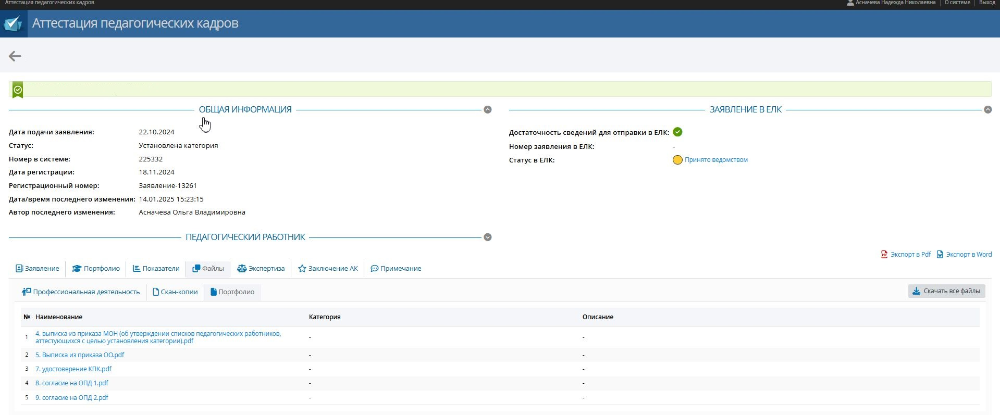 Аттестация педагогических кадров
Асначева Надежда Николаевна
О системе
Выход
Аттестация педагогических кадров
ОБЩАЯ ИНФОРМАЦИЯ
Дата подачи заявления: 22.10.2024
Статус: Установлена категория
Номер в системе: 225332
Дата регистрации: 18.11.2024
Регистрационный номер: Заявление-13261
Дата/время последнего изменения: 14.01.2025 15:23:15
Автор последнего изменения: Асначева Ольга Владимировна
ЗАЯВЛЕНИЕ В ЕЛК
Достаточность сведений для отправки в ЕЛК:
Номер заявления в ЕЛК: -
Статус в ЕЛК: Принято ведомством
ПЕДАГОГИЧЕСКИЙ РАБОТНИК
Экспорт в Pdf Экспорт в Word
Заявление Портфолио Показатели Файлы Экспертиза Заключение АК Примечание
Профессиональная деятельность Скан-копии Портфолио
Скачать все файлы
№ Наименование Категория Описание
1 4. выписка из приказа МОН (об утверждении списков педагогических работников,
аттестующихся с целью установления категории).pdf - -
2 5. Выписка из приказа ОО.pdf - -
3 7. удостоверение КПК.pdf - -
4 8. согласие на ОПД 1.pdf - -
5 9. согласие на ОПД 2.pdf - -